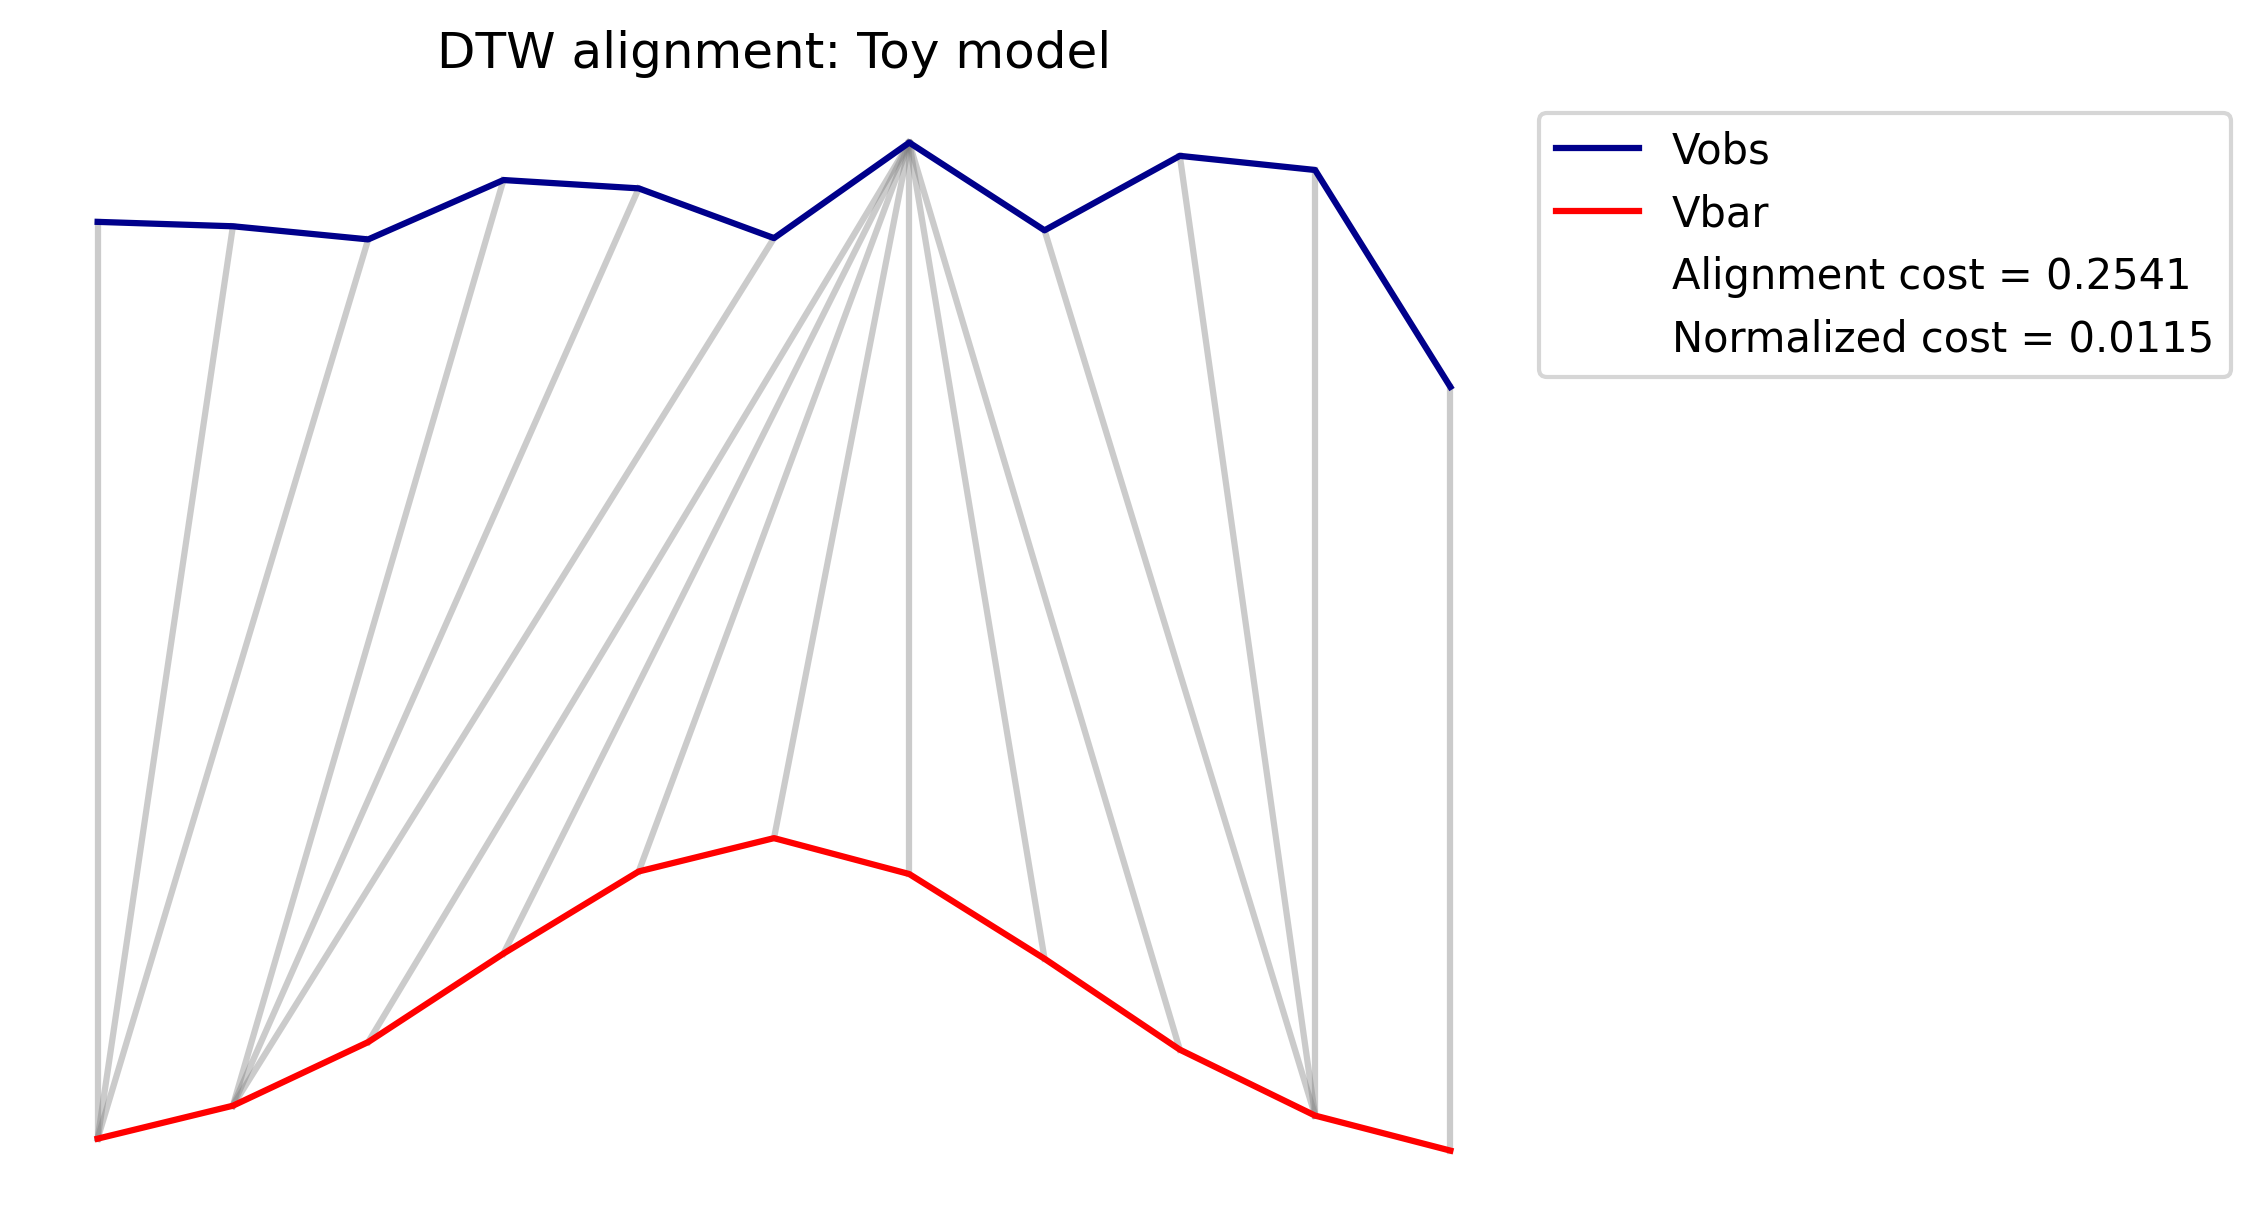 DTW alignment: Toy model
Vobs
Vbar
Alignment cost = 0.2541
Normalized cost = 0.0115